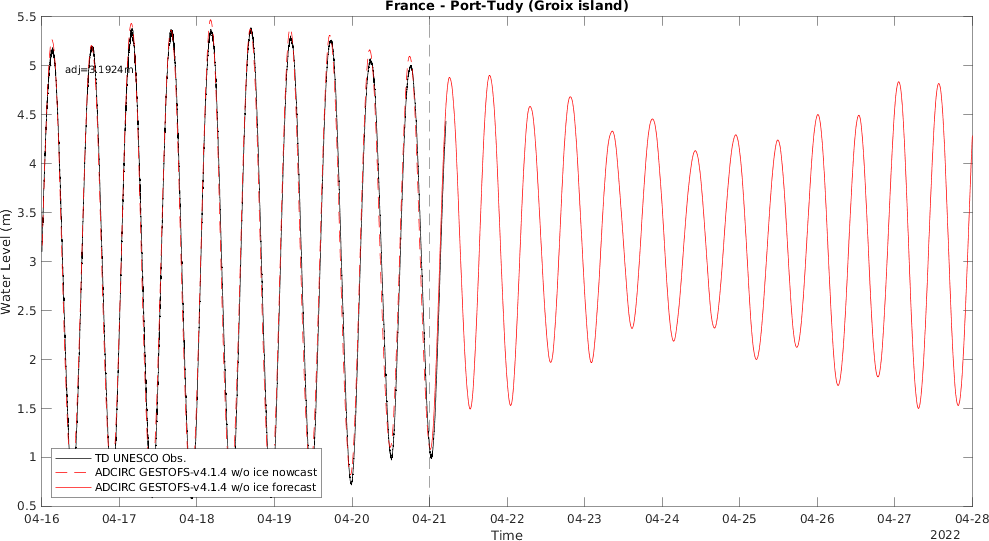 France - Port-Tudy (Groix island)
5.5
5
4.5
4
3.5
3
2.5
2
1.5
1
0.5
Water Level (m)
adj=3.1924m
TD UNESCO Obs.
ADCIRC GESTOFS-v4.1.4 w/o ice nowcast
ADCIRC GESTOFS-v4.1.4 w/o ice forecast
04-16 04-17 04-18 04-19 04-20 04-21 04-22 04-23 04-24 04-25 04-26 04-27 04-28
Time
2022